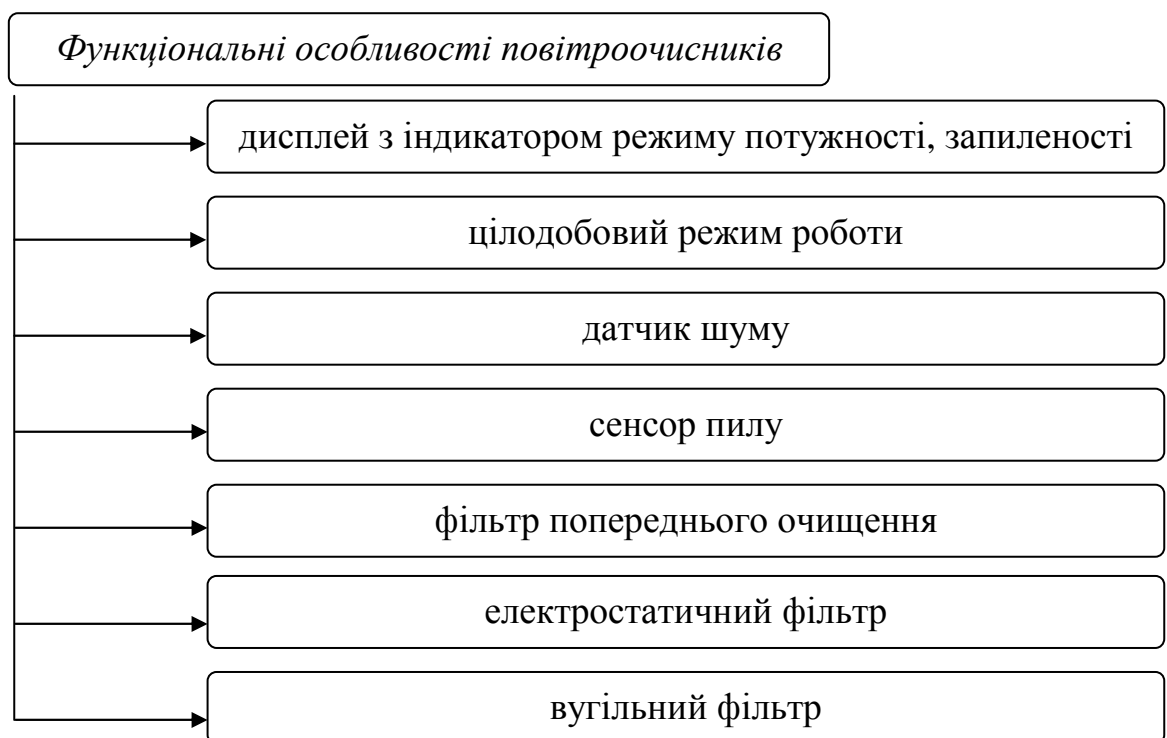 Функціональні особливості повітроочисників
дисплей з індикатором режиму потужності, запиленості
цілодобовий режим роботи
датчик шуму
сенсор пилу
фільтр попереднього очищення
електростатичний фільтр
вугільний фільтр